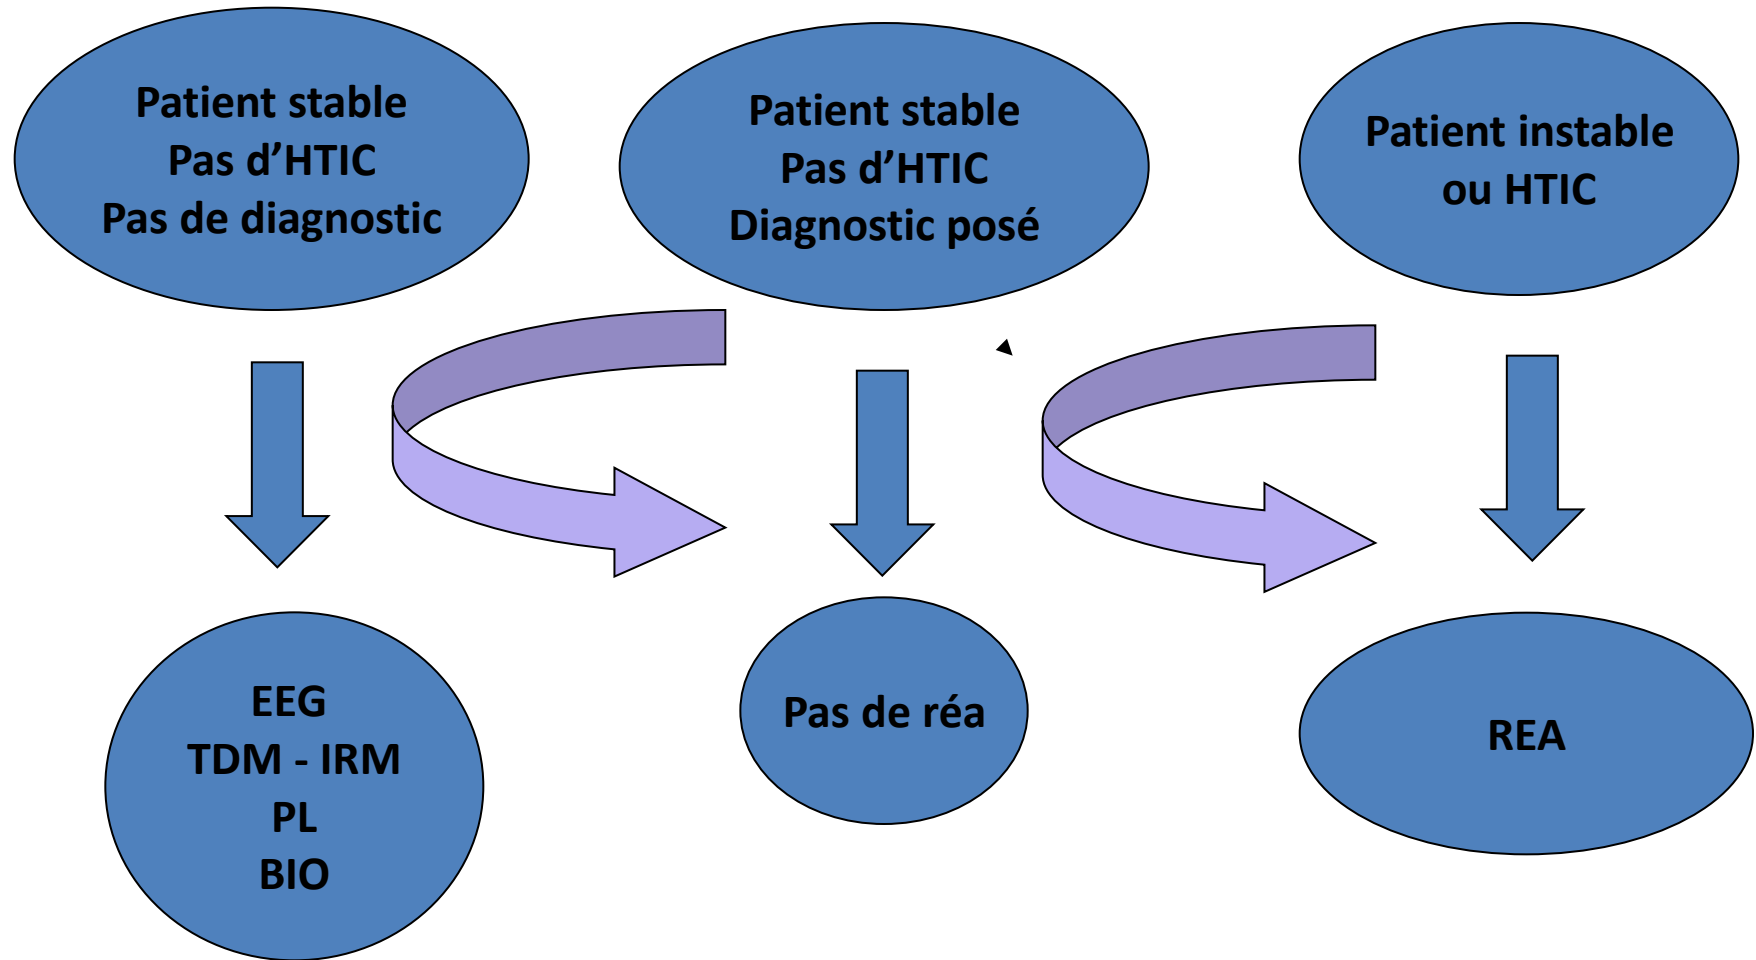 Patient stable
Pas d’HTIC
Pas de diagnostic
Patient stable
Pas d’HTIC
Diagnostic posé
Patient instable
ou HTIC
EEG
TDM - IRM
PL
BIO
Pas de réa
REA